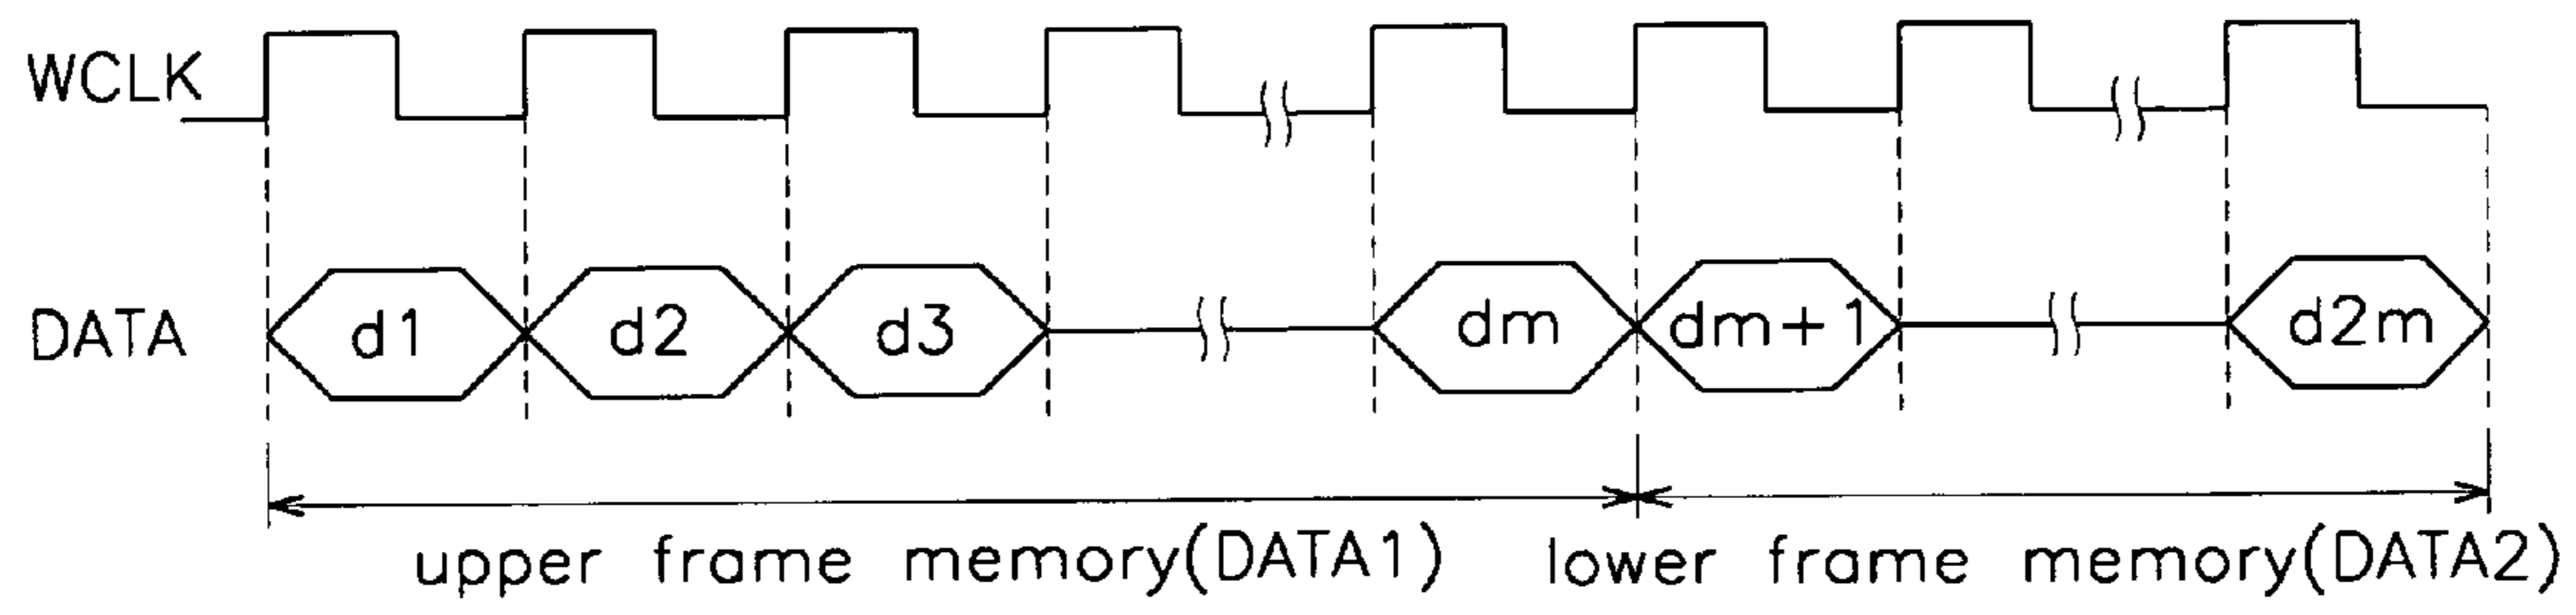 WCLK
DATA d1 d2 d3 dm dm+1 d2m
upper frame memory(DATA1) lower frame memory(DATA2)